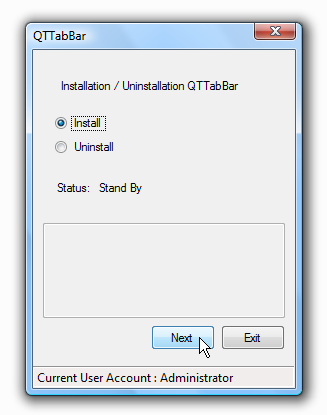 QTTabBar
Installation / Uninstallation QTTabBar
Install
Uninstall
Status: Stand By
Next Exit
Current User Account : Administrator